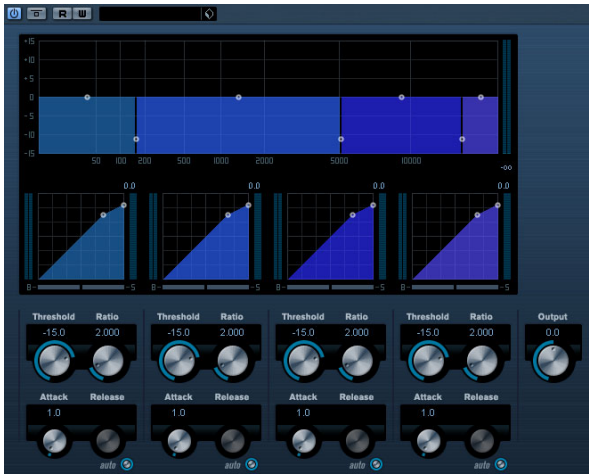 R W
+15
+10
+5
0
-5
-10
-15
50 100 200 500 1000 2000 5000 10000
-oo
0.0 0.0 0.0 0.0
B S B S B S B S
Threshold Ratio Threshold Ratio Threshold Ratio Threshold Ratio Output
-15.0 2.000 -15.0 2.000 -15.0 2.000 -15.0 2.000 0.0
Attack Release Attack Release Attack Release Attack Release
1.0 1.0 1.0 1.0
auto auto auto auto